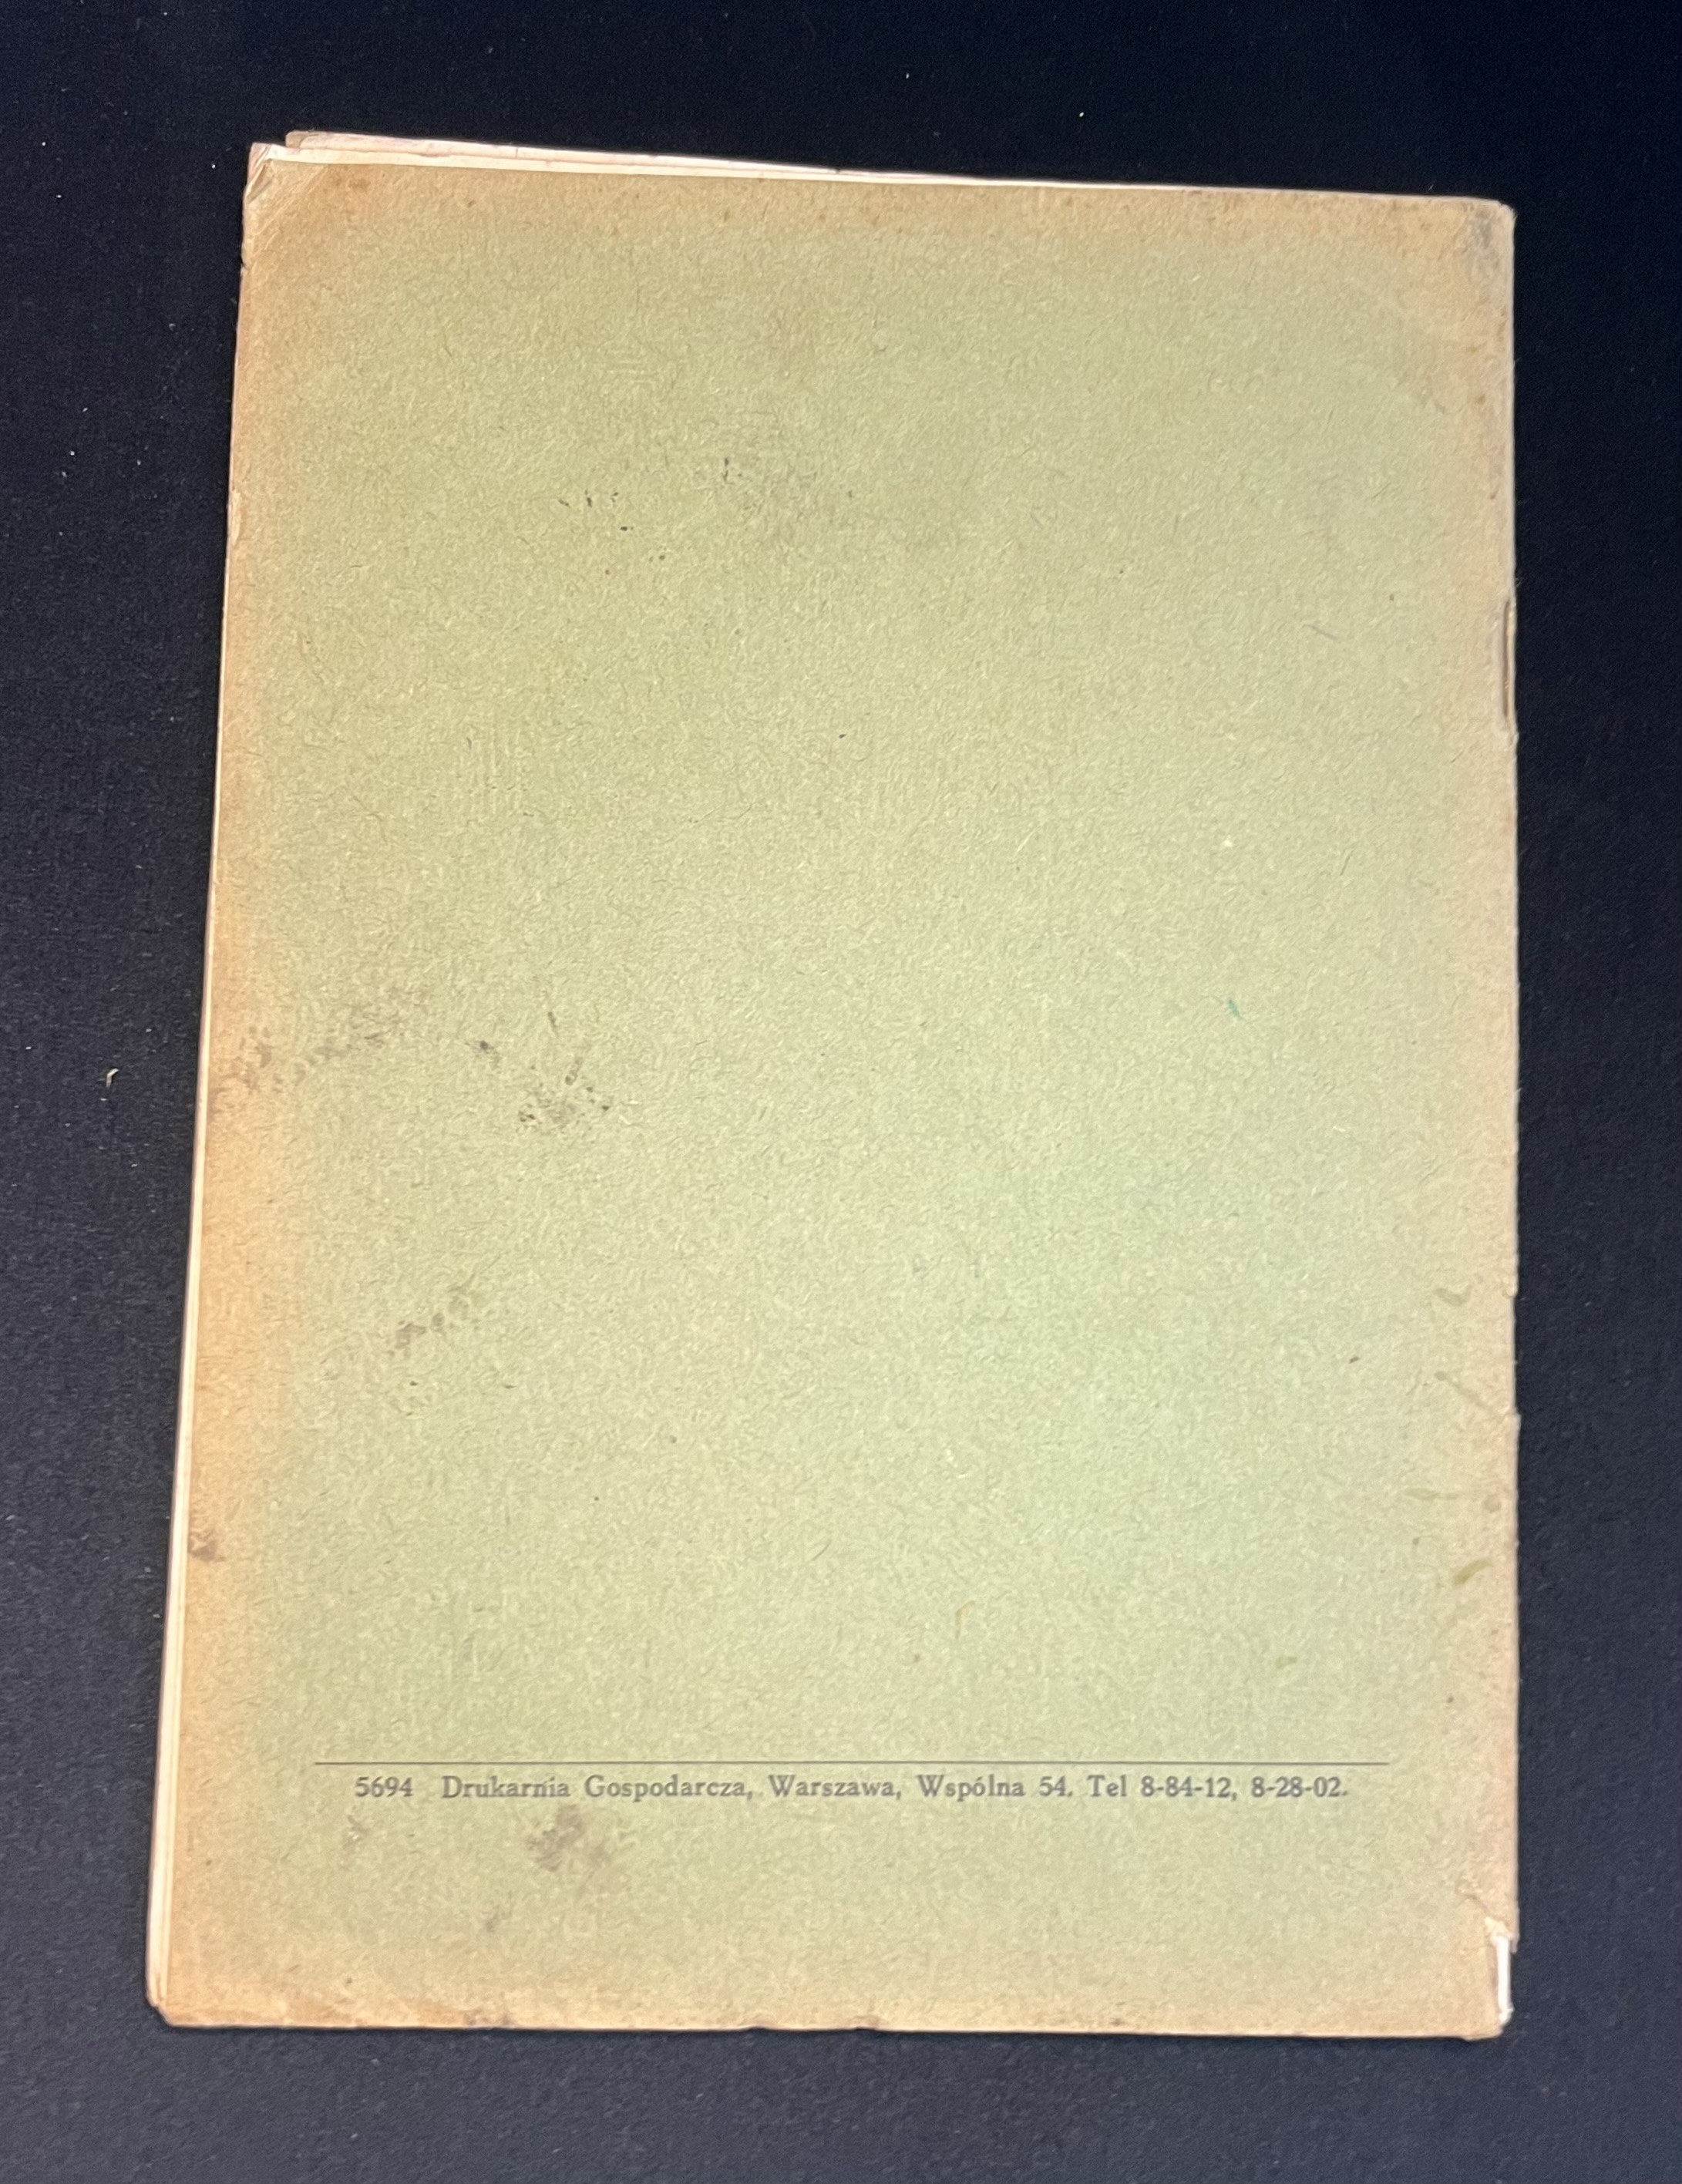 5694 Drukarnia Gospodarcza, Warszawa, Wspólna 54. Tel 8-84-12, 8-28-02.